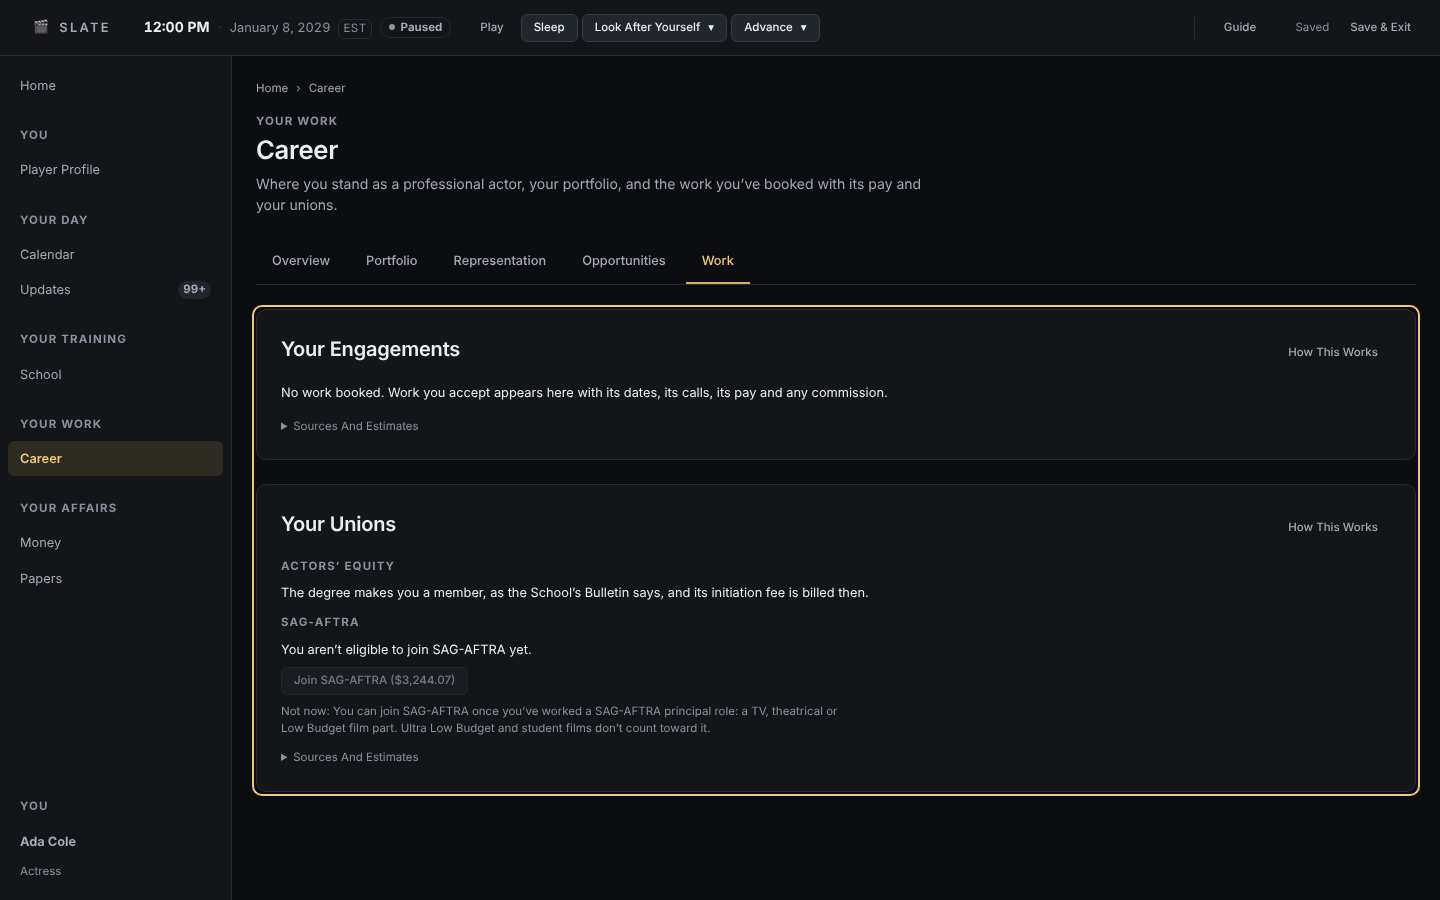 SLATE
12:00 PM · January 8, 2029 EST
Paused
Play
Sleep
Look After Yourself ▾
Advance ▾
Guide
Saved
Save & Exit
Home
YOU
Player Profile
YOUR DAY
Calendar
Updates 99+
YOUR TRAINING
School
YOUR WORK
Career
YOUR AFFAIRS
Money
Papers
YOU
Ada Cole
Actress
Home › Career
YOUR WORK
Career
Where you stand as a professional actor, your portfolio, and the work you’ve booked with its pay and
your unions.
Overview
Portfolio
Representation
Opportunities
Work
Your Engagements
How This Works
No work booked. Work you accept appears here with its dates, its calls, its pay and any commission.
Sources And Estimates
Your Unions
How This Works
ACTORS’ EQUITY
The degree makes you a member, as the School’s Bulletin says, and its initiation fee is billed then.
SAG-AFTRA
You aren’t eligible to join SAG-AFTRA yet.
Join SAG-AFTRA ($3,244.07)
Not now: You can join SAG-AFTRA once you’ve worked a SAG-AFTRA principal role: a TV, theatrical or
Low Budget film part. Ultra Low Budget and student films don’t count toward it.
Sources And Estimates